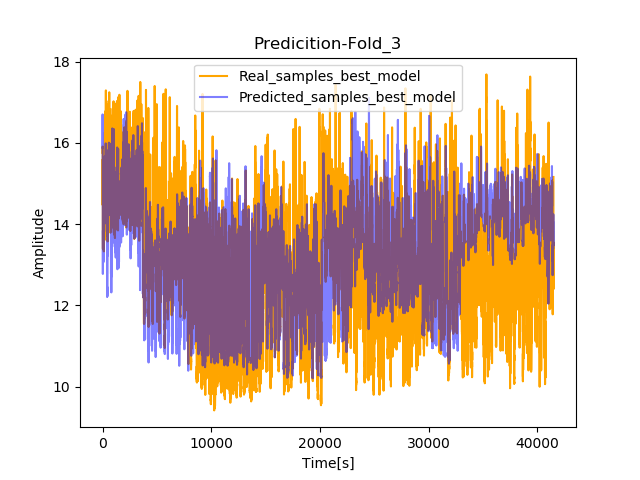 Predicition-Fold_3
Real_samples_best_model
Predicted_samples_best_model
18
16
14
12
10
Amplitude
0
10000
20000
30000
40000
Time[s]